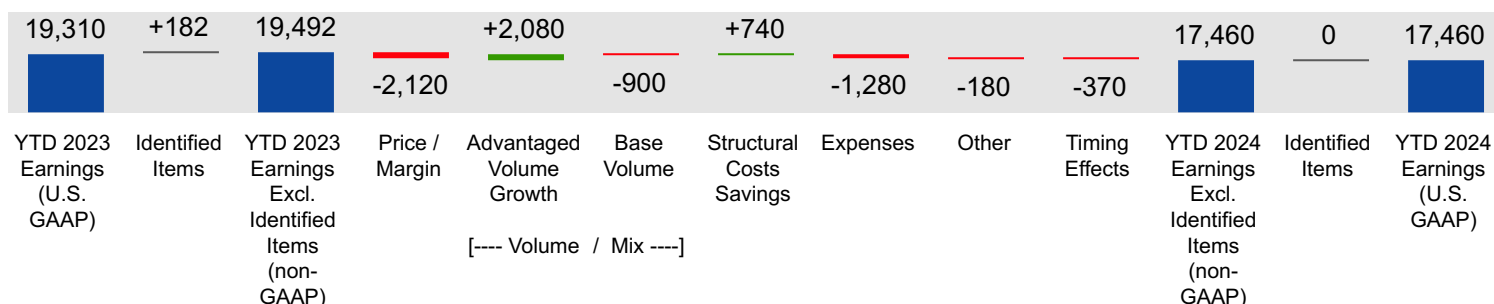 19,310
+182
19,492
-2,120
+2,080
-900
+740
-1,280
-180
-370
17,460
0
17,460
YTD 2023
Earnings
(U.S.
GAAP)
Identified
Items
YTD 2023
Earnings
Excl.
Identified
Items
(non-
GAAP)
Price /
Margin
Advantaged
Volume
Growth
Base
Volume
[---- Volume / Mix ----]
Structural
Costs
Savings
Expenses
Other
Timing
Effects
YTD 2024
Earnings
Excl.
Identified
Items
(non-
GAAP)
Identified
Items
YTD 2024
Earnings
(U.S.
GAAP)